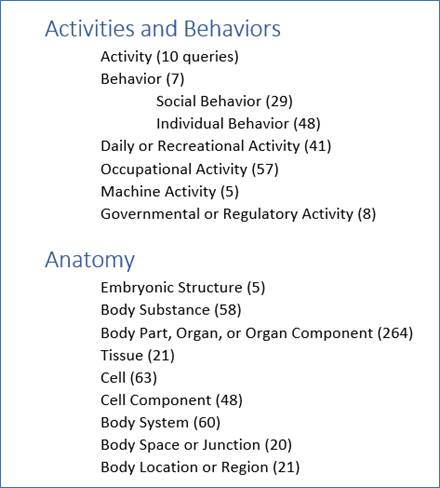 Activities and Behaviors
Activity (10 queries)
Behavior (7)
Social Behavior (29)
Individual Behavior (48)
Daily or Recreational Activity (41)
Occupational Activity (57)
Machine Activity (5)
Governmental or Regulatory Activity (8)
Anatomy
Embryonic Structure (5)
Body Substance (58)
Body Part, Organ, or Organ Component (264)
Tissue (21)
Cell (63)
Cell Component (48)
Body System (60)
Body Space or Junction (20)
Body Location or Region (21)